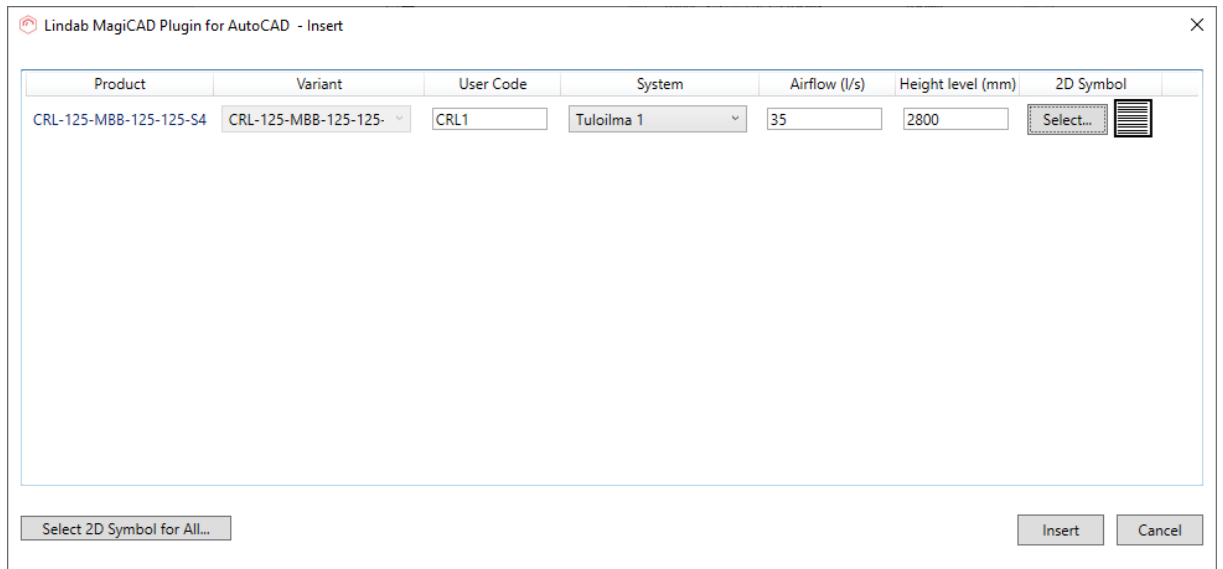 Lindab MagiCAD Plugin for AutoCAD - Insert
Product Variant User Code System Airflow (l/s) Height level (mm) 2D Symbol
CRL-125-MBB-125-125-S4 CRL-125-MBB-125-125- CRL1 Tuloilma 1 35 2800 Select...
Select 2D Symbol for All... Insert Cancel